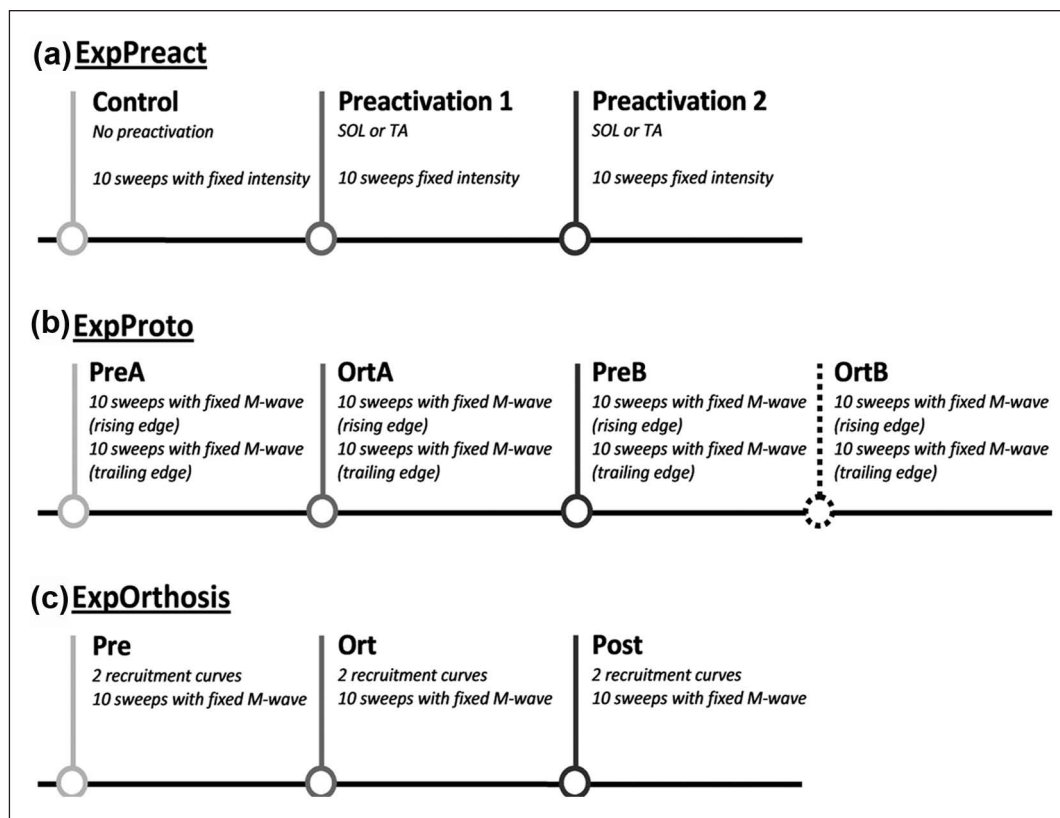 (a) ExpPreact
Control
No preactivation
10 sweeps with fixed intensity
Preactivation 1
SOL or TA
10 sweeps fixed intensity
Preactivation 2
SOL or TA
10 sweeps fixed intensity
(b) ExpProto
PreA
10 sweeps with fixed M-wave
(rising edge)
10 sweeps with fixed M-wave
(trailing edge)
OrtA
10 sweeps with fixed M-wave
(rising edge)
10 sweeps with fixed M-wave
(trailing edge)
PreB
10 sweeps with fixed M-wave
(rising edge)
10 sweeps with fixed M-wave
(trailing edge)
OrtB
10 sweeps with fixed M-wave
(rising edge)
10 sweeps with fixed M-wave
(trailing edge)
(c) ExpOrthosis
Pre
2 recruitment curves
10 sweeps with fixed M-wave
Ort
2 recruitment curves
10 sweeps with fixed M-wave
Post
2 recruitment curves
10 sweeps with fixed M-wave